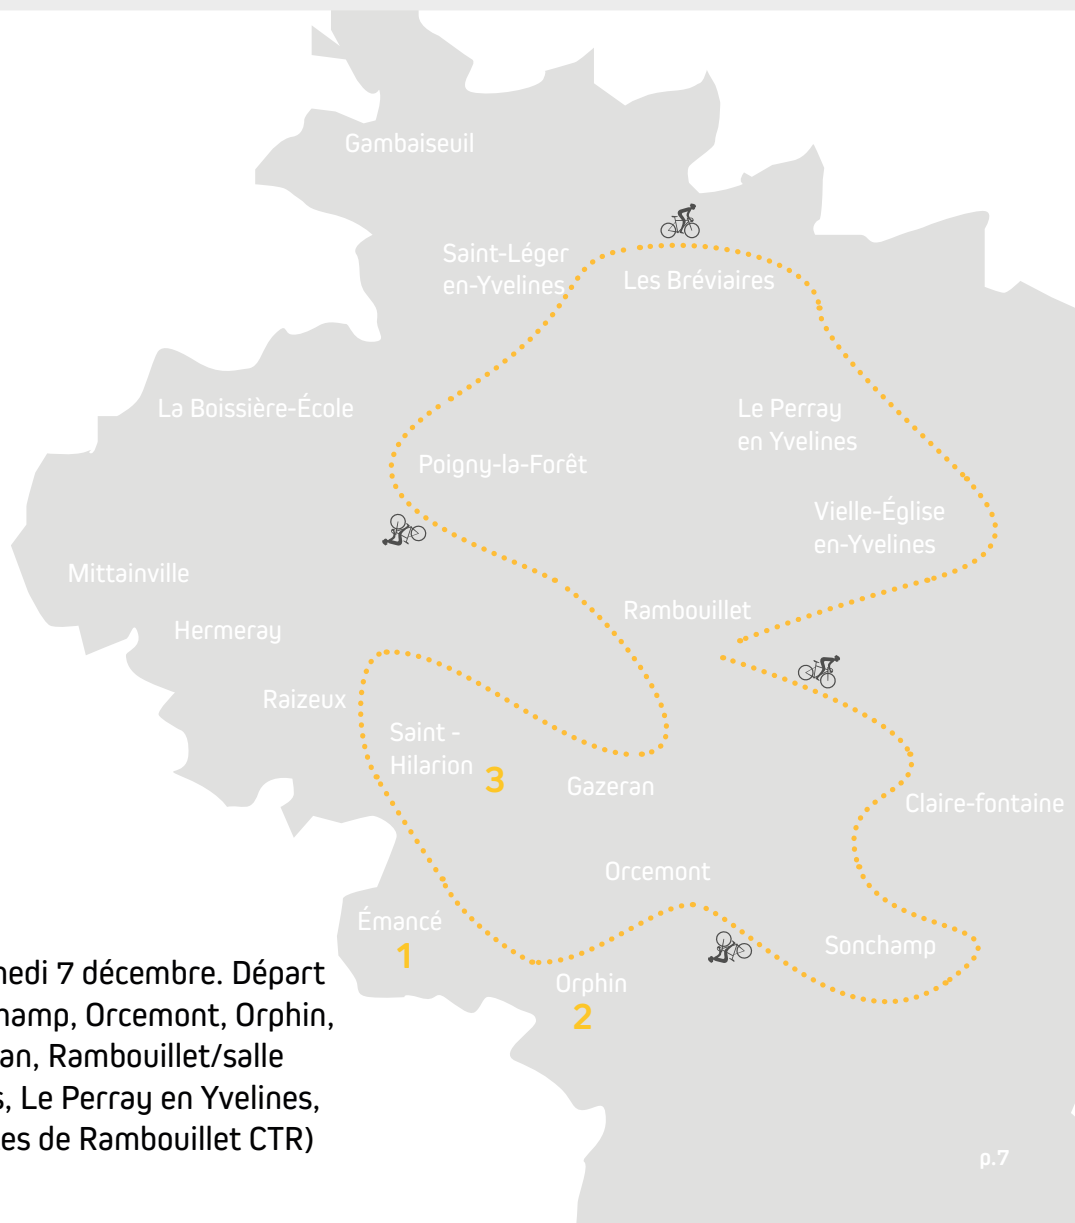 Gambaiseuil
Saint-Léger
en-Yvelines
Les Bréviaires
La Boissière-École
Le Perray
en Yvelines
Poigny-la-Forêt
Vielle-Église
en-Yvelines
Mittainville
Rambouillet
Hermeray
Raizeux
Saint -
Hilarion 3
Gazeran
Claire-fontaine
Orcemont
Émancé
1
Sonchamp
Orphin
2
nedi 7 décembre. Départ
hamp, Orcemont, Orphin,
an, Rambouillet/salle
s, Le Perray en Yvelines,
es de Rambouillet CTR)
p.7